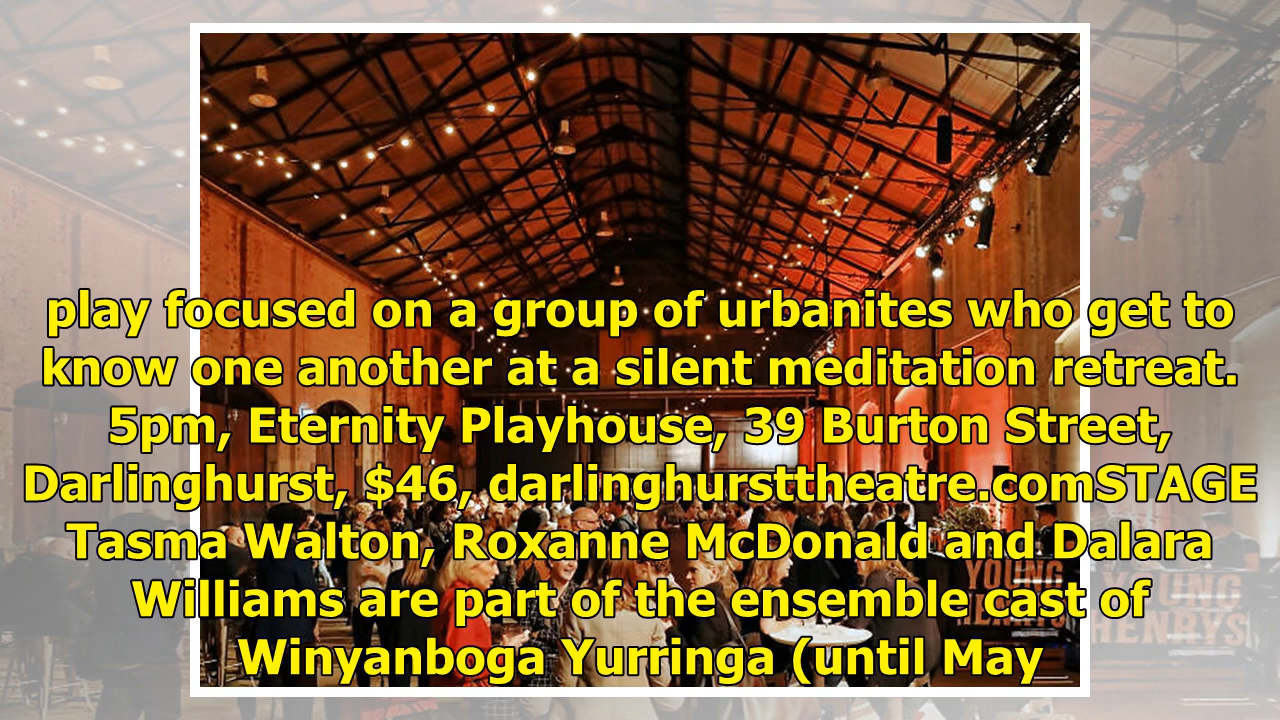 play focused on a group of urbanites who get to
know one another at a silent meditation retreat.
5pm, Eternity Playhouse, 39 Burton Street,
Darlinghurst, $46, darlinghursttheatre.comSTAGE
Tasma Walton, Roxanne McDonald and Dalara
Williams are part of the ensemble cast of
Winyanboga Yurringa (until May
YOUNG
HENRYS